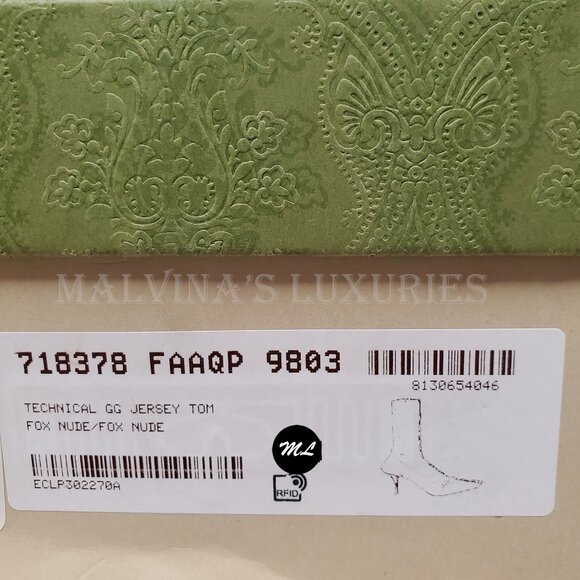 MALVINA'S LUXURIES
718378 FAAQP 9803
8130654046
TECHNICAL GG JERSEY TOM
FOX NUDE/FOX NUDE
ML
ECLP302270A
RFID